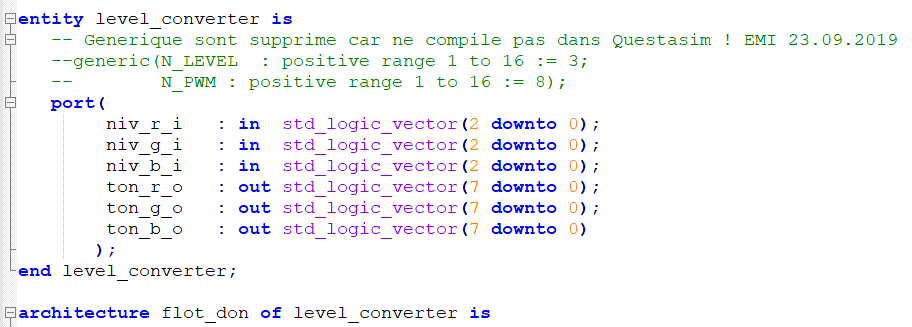 entity level_converter is
-- Generique sont supprime car ne compile pas dans Questasim ! EMI 23.09.2019
--generic(N_LEVEL  : positive range 1 to 16 := 3;
--        N_PWM : positive range 1 to 16 := 8);
port(
niv_r_i   : in  std_logic_vector(2 downto 0);
niv_g_i   : in  std_logic_vector(2 downto 0);
niv_b_i   : in  std_logic_vector(2 downto 0);
ton_r_o   : out std_logic_vector(7 downto 0);
ton_g_o   : out std_logic_vector(7 downto 0);
ton_b_o   : out std_logic_vector(7 downto 0)
);
end level_converter;
architecture flot_don of level_converter is